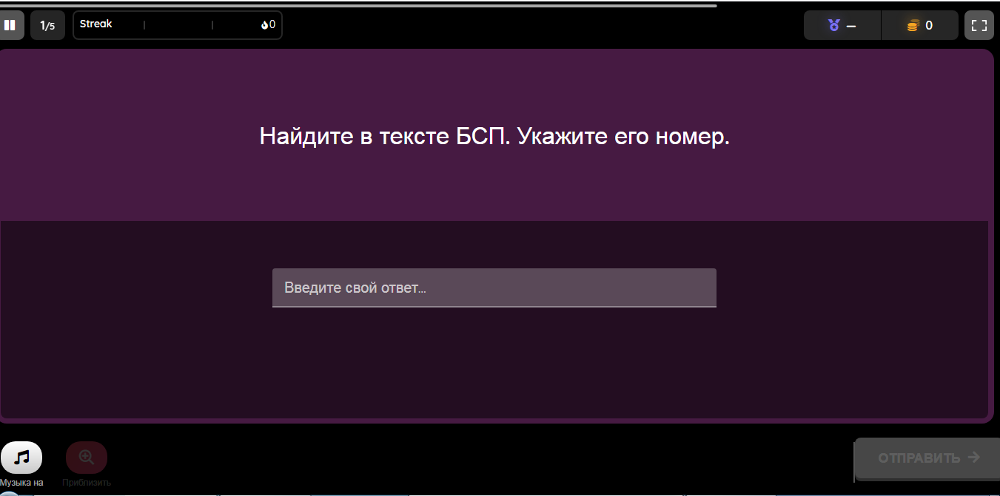 1/5
Streak
0
–
0
Найдите в тексте БСП. Укажите его номер.
Введите свой ответ...
ОТПРАВИТЬ
Музыка на
Приблизить